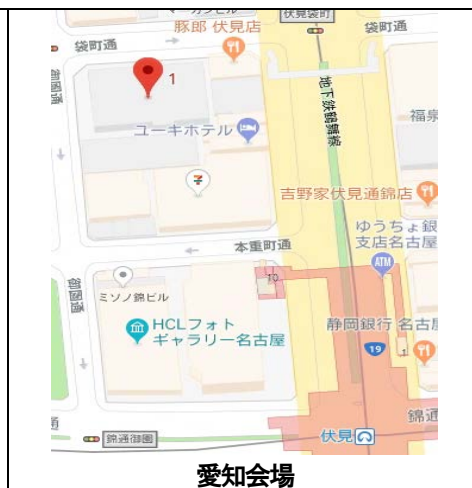 伏見袋町
豚郎 伏見店
袋町通
袋町通
御園通
1
地下鉄鶴舞線
ユーキホテル
福泉
吉野家伏見通錦店
ゆうちょ銀
支店名古屋
ATM
本重町通
10
御園通
ミソノ錦ビル
HCLフォト
ギャラリー名古屋
静岡銀行 名古屋
19
1
錦通
錦通御園
伏見
愛知会場